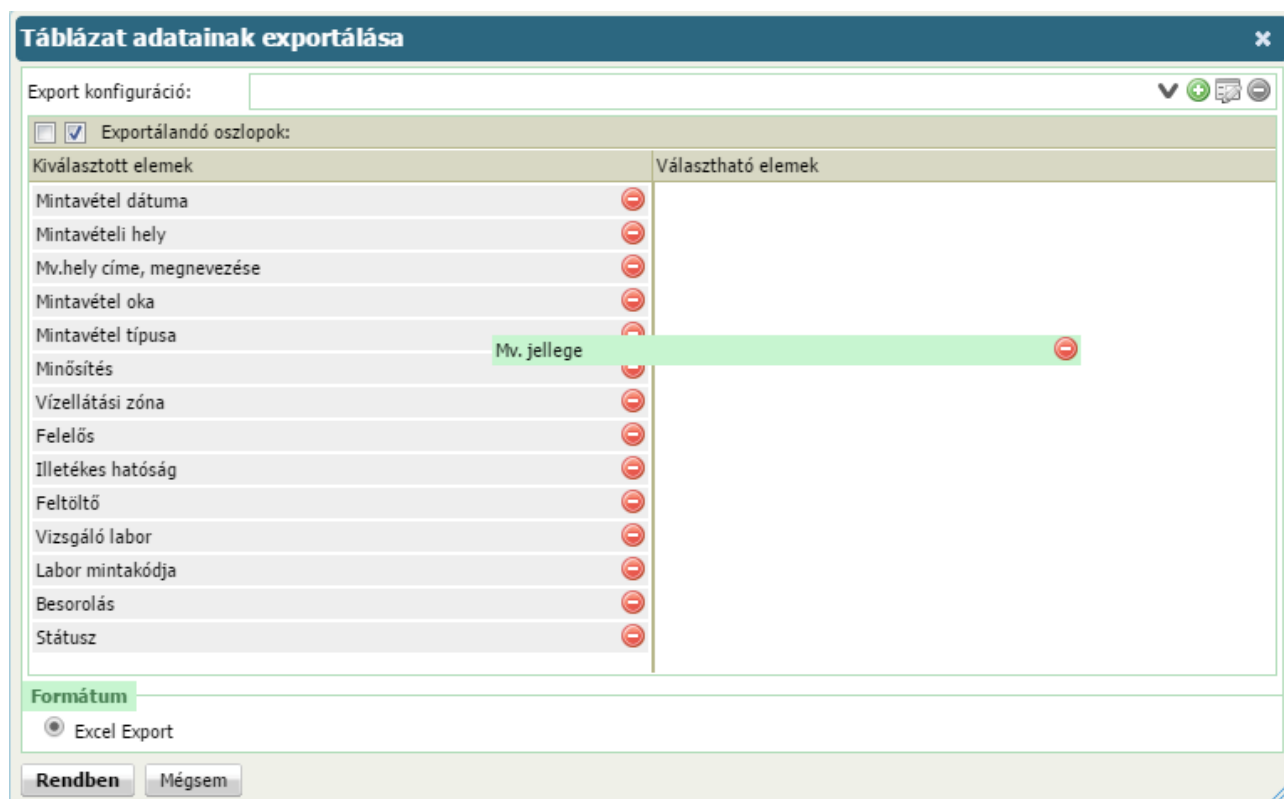 Táblázat adatainak exportálása
Export konfiguráció:
Exportálandó oszlopok:
Kiválasztott elemek
Választható elemek
Mintavétel dátuma
Mintavételi hely
Mv.hely címe, megnevezése
Mintavétel oka
Mintavétel típusa
Mv. jellege
Minősítés
Vízellátási zóna
Felelős
Illetékes hatóság
Feltöltő
Vizsgáló labor
Labor mintakódja
Besorolás
Státusz
Formátum
Excel Export
Rendben Mégsem